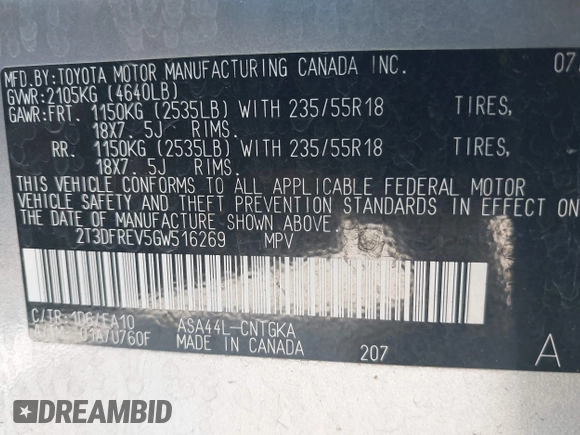 MFD.BY:TOYOTA MOTOR MANUFACTURING CANADA INC. 07
GVWR:2105KG (4640LB)
GAWR:FRT. 1150KG (2535LB) WITH 235/55R18 TIRES,
18X7.5J RIMS.
RR. 1150KG (2535LB) WITH 235/55R18 TIRES,
18X7.5J RIMS.
THIS VEHICLE CONFORMS TO ALL APPLICABLE FEDERAL MOTOR
VEHICLE SAFETY AND THEFT PREVENTION STANDARDS IN EFFECT ON
THE DATE OF MANUFACTURE SHOWN ABOVE.
2T3DFREV5GW516269 MPV
C/TR:1D6/FA10 ASA44L-CNTGKA
01A/U760F MADE IN CANADA 207 A
DREAMBID